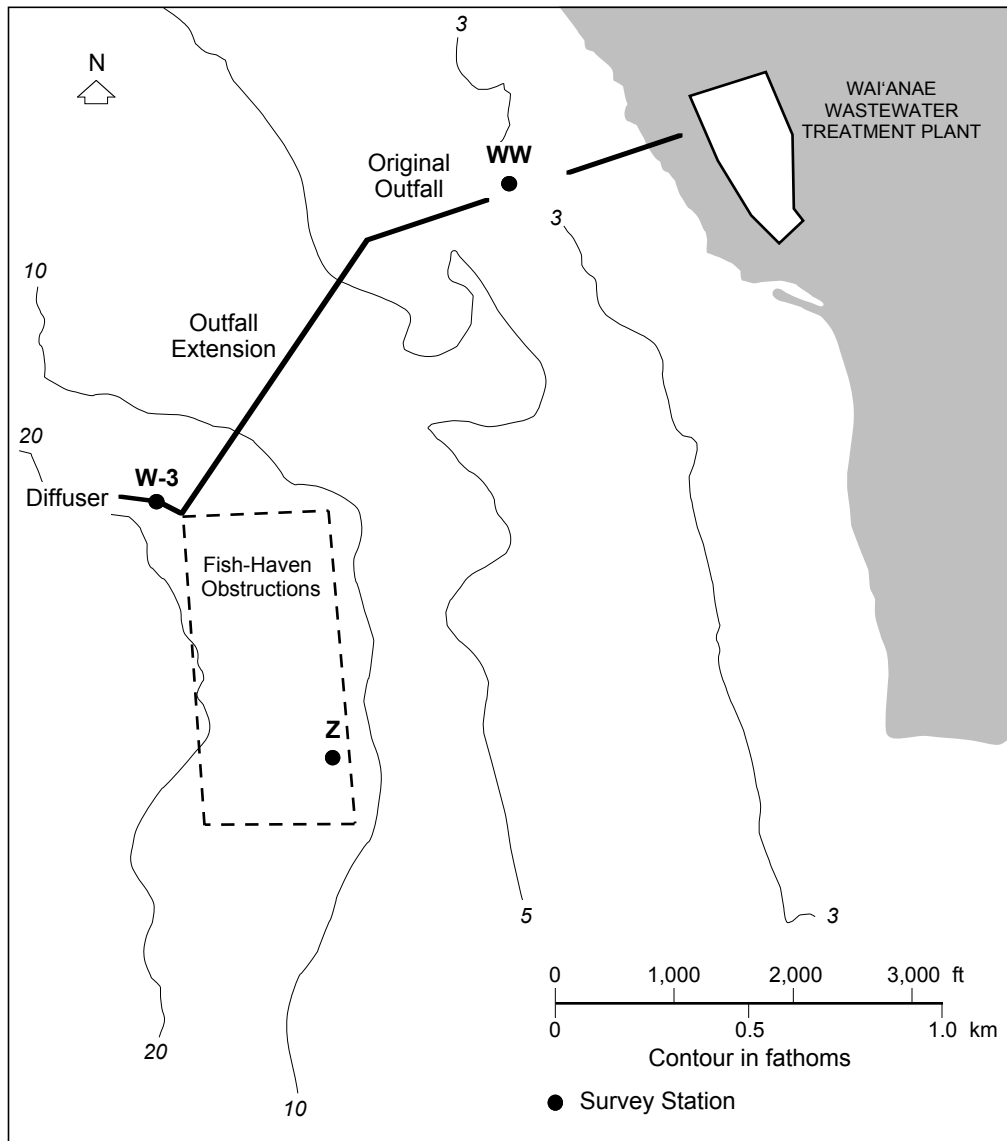 3
N
WAI‘ANAE
WASTEWATER
TREATMENT PLANT
WW
Original
Outfall
3
10
Outfall
Extension
20
W-3
Diffuser
Fish-Haven
Obstructions
Z
5
3
0 1,000 2,000 3,000 ft
0 0.5 1.0 km
Contour in fathoms
20
10
Survey Station